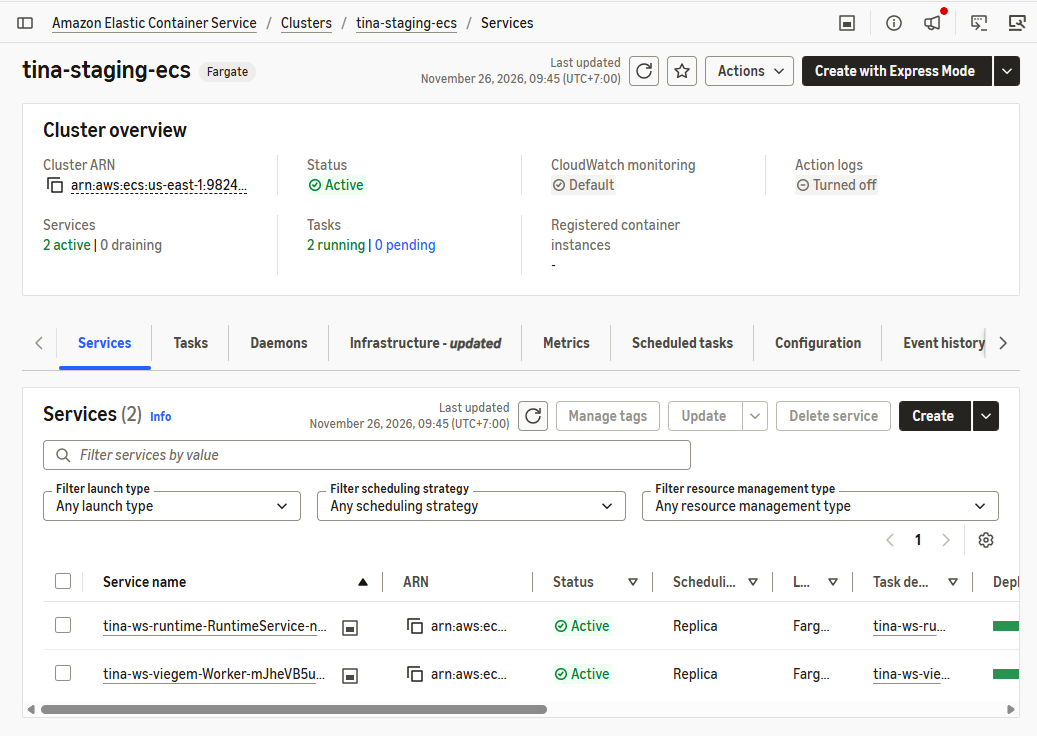 Amazon Elastic Container Service / Clusters / tina-staging-ecs / Services
tina-staging-ecs Fargate
Last updated
November 26, 2026, 09:45 (UTC+7:00)
Actions
Create with Express Mode
Cluster overview
Cluster ARN
arn:aws:ecs:us-east-1:9824...
Status
Active
CloudWatch monitoring
Default
Action logs
Turned off
Services
2 active | 0 draining
Tasks
2 running | 0 pending
Registered container
instances
-
Services Tasks Daemons Infrastructure - updated Metrics Scheduled tasks Configuration Event history
Services (2) Info
Last updated
November 26, 2026, 09:45 (UTC+7:00)
Manage tags Update Delete service Create
Filter services by value
Filter launch type
Any launch type
Filter scheduling strategy
Any scheduling strategy
Filter resource management type
Any resource management type
1
Service name ARN Status Scheduli... L... Task de... Depl
tina-ws-runtime-RuntimeService-n... arn:aws:ec... Active Replica Farg... tina-ws-ru...
tina-ws-viegem-Worker-mJheVB5u... arn:aws:ec... Active Replica Farg... tina-ws-vie...